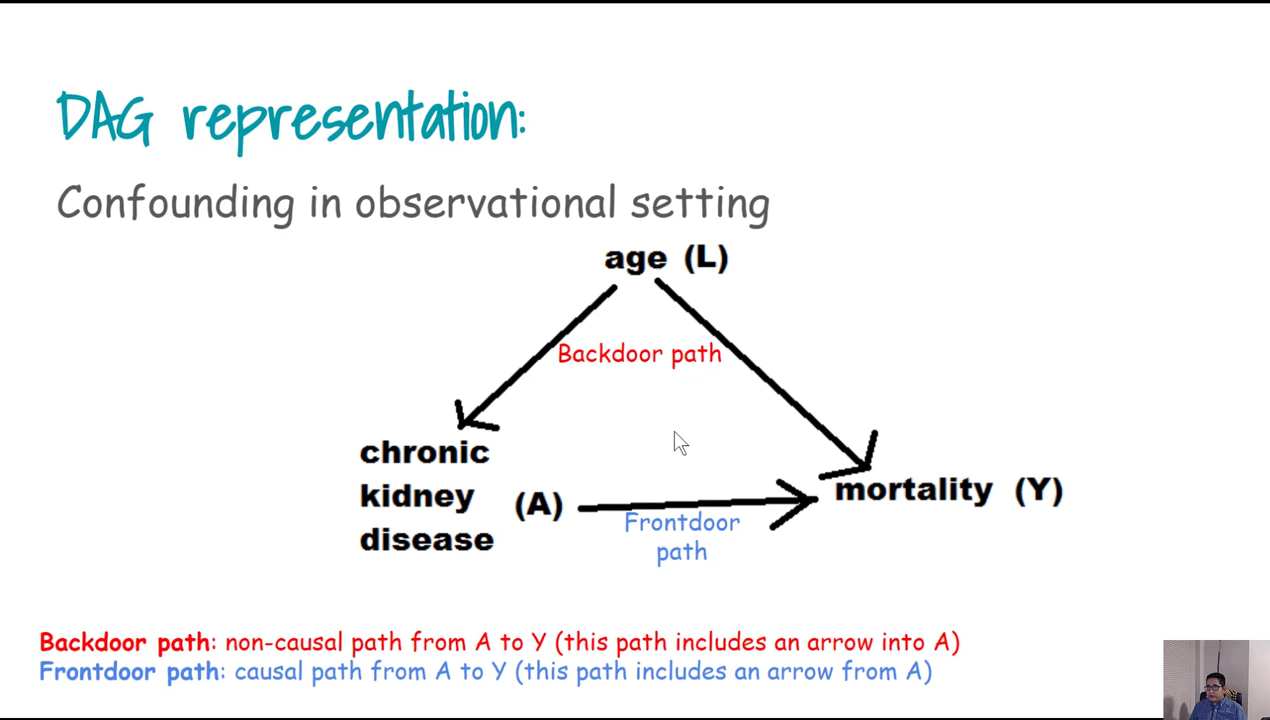 DAG representation:
Confounding in observational setting
age (L)
Backdoor path
chronic
kidney
disease
(A)
mortality (Y)
Frontdoor
path
Backdoor path: non-causal path from A to Y (this path includes an arrow into A)
Frontdoor path: causal path from A to Y (this path includes an arrow from A)